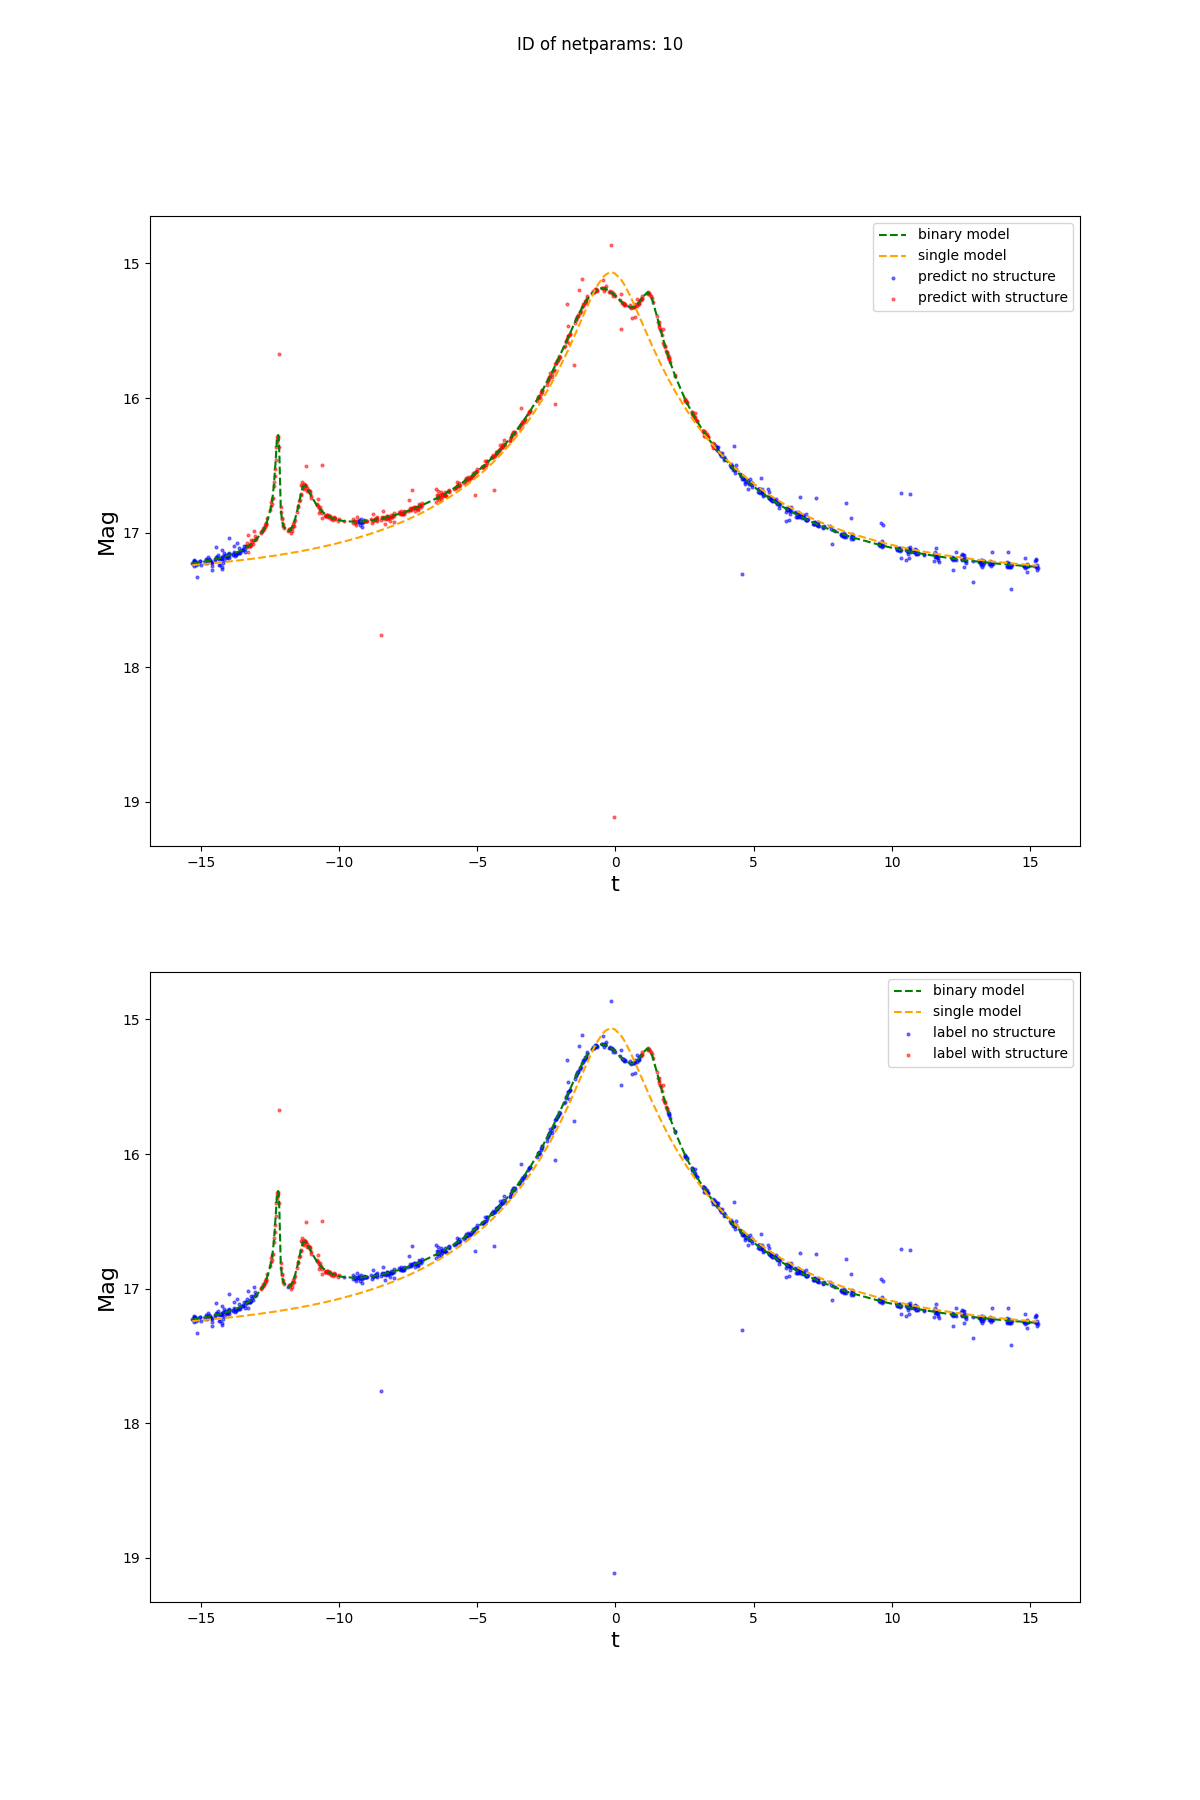 ID of netparams: 10
binary model
single model
predict no structure
predict with structure
15
16
17
18
19
Mag
−15
−10
−5
0
5
10
15
t
binary model
single model
label no structure
label with structure
15
16
17
18
19
Mag
−15
−10
−5
0
5
10
15
t